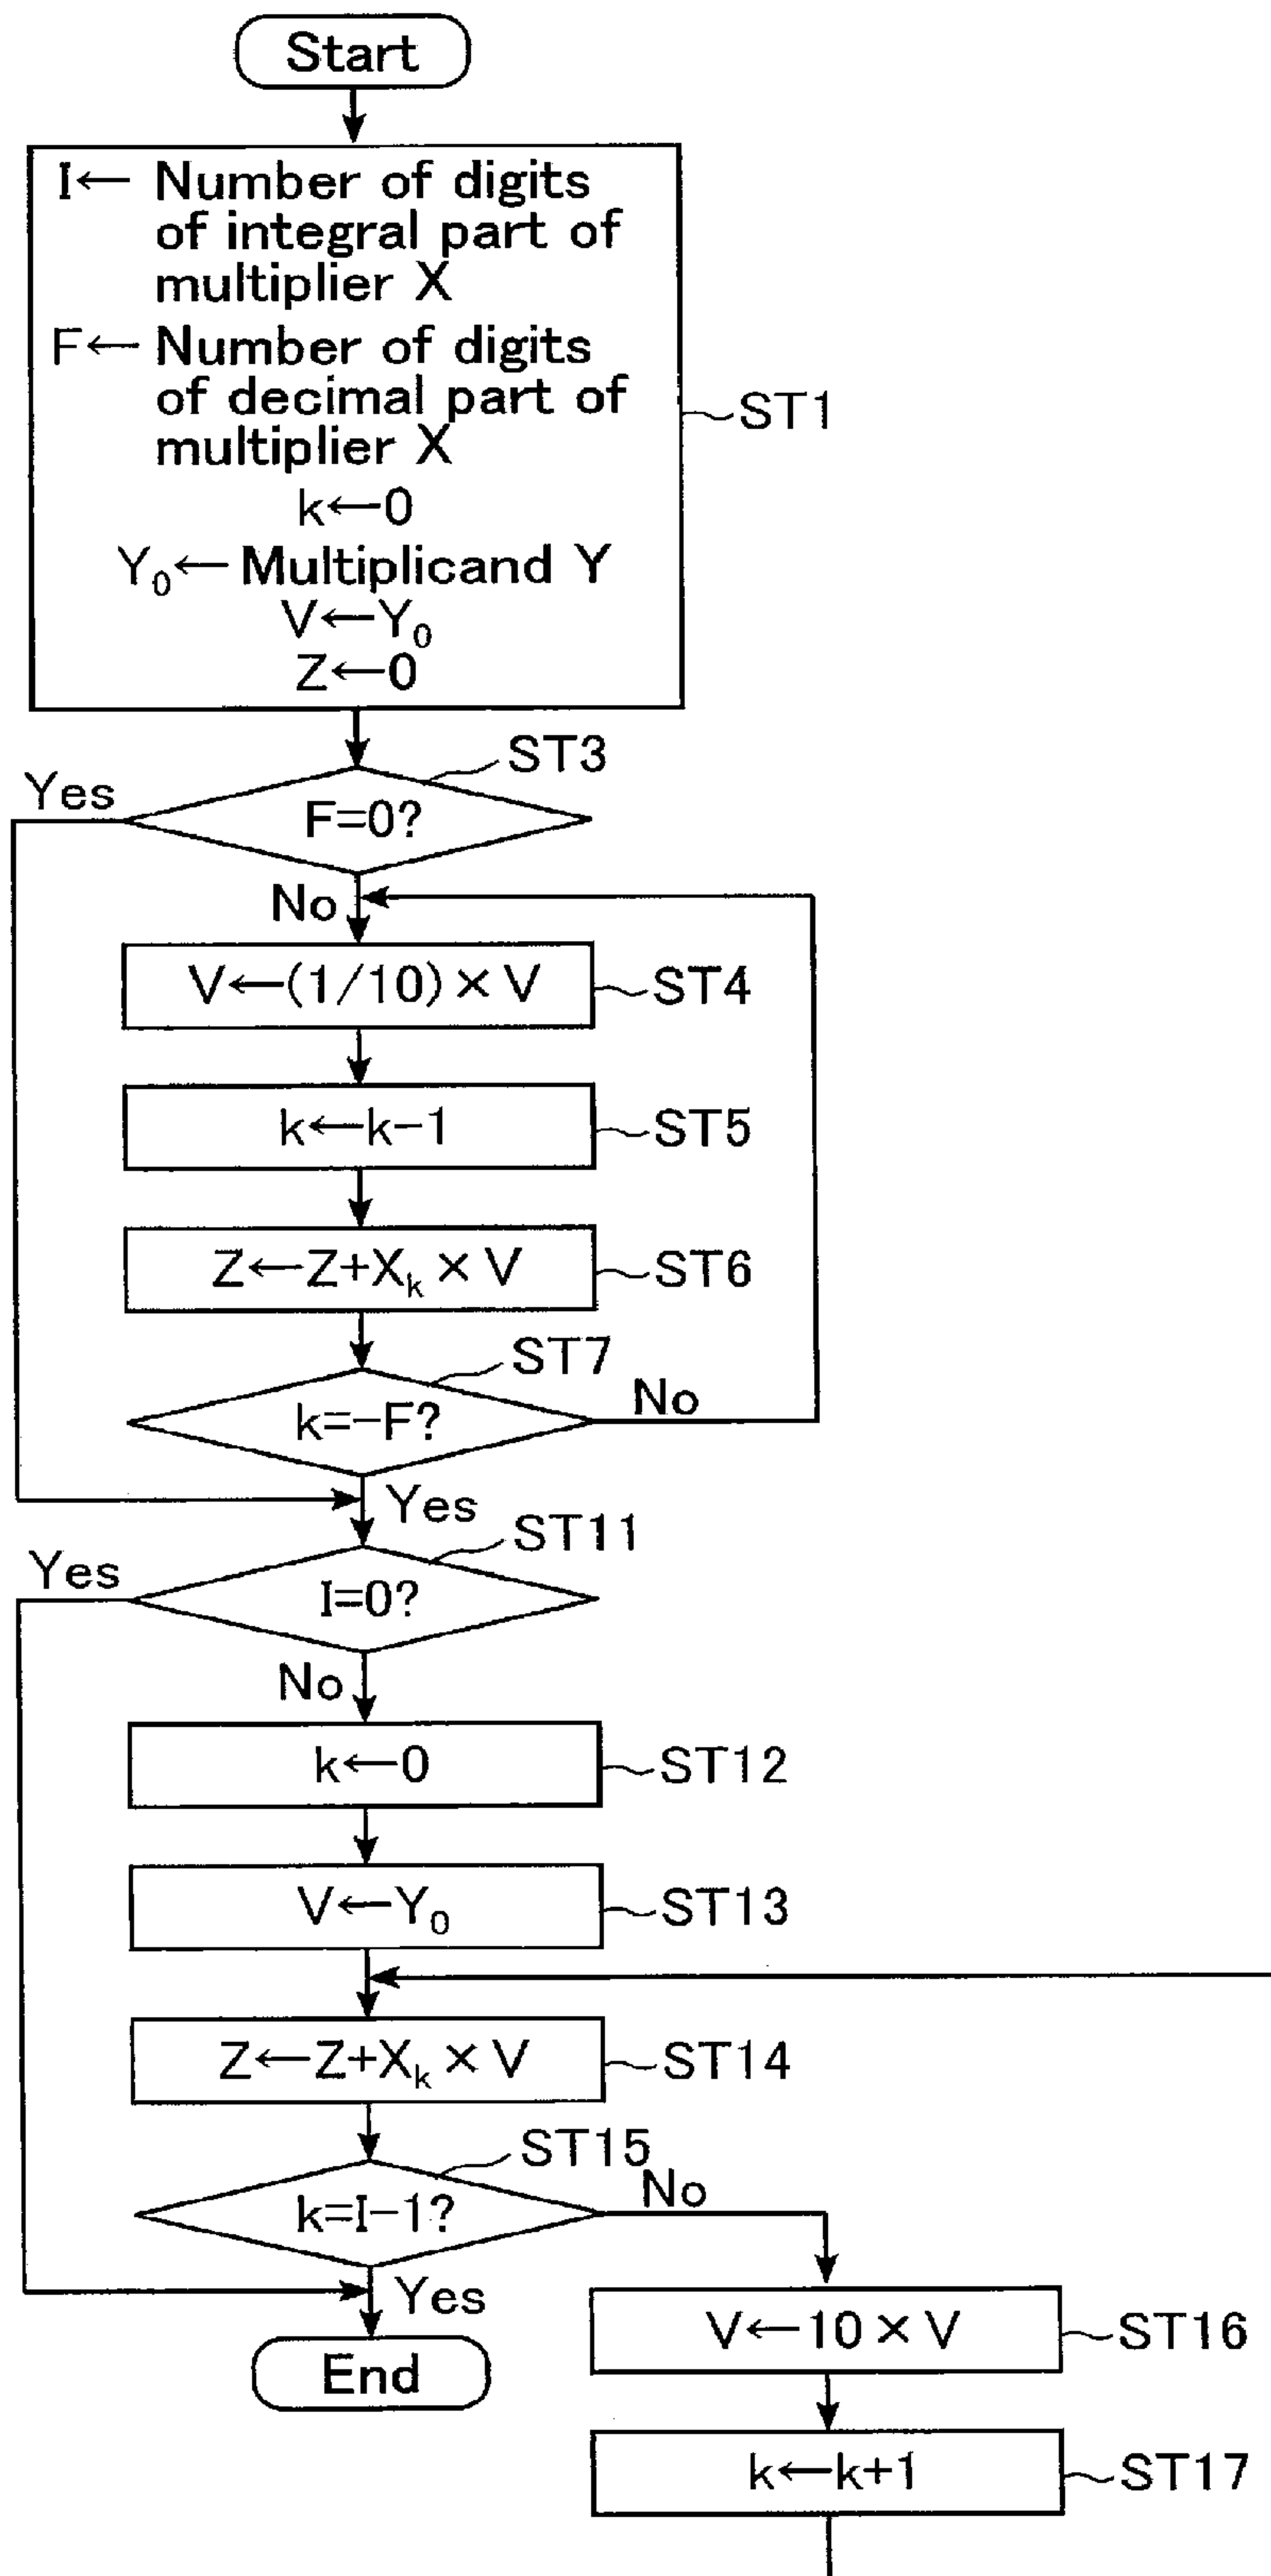 Start
I← Number of digits
of integral part of
multiplier X
F← Number of digits
of decimal part of
multiplier X
k←0
Y₀← Multiplicand Y
V←Y₀
Z←0
ST1
ST3
Yes
F=0?
No
V←(1/10) × V
ST4
k←k-1
ST5
Z←Z+Xₖ × V
ST6
ST7
k=-F?
No
Yes
ST11
Yes
I=0?
No
k←0
ST12
V←Y₀
ST13
Z←Z+Xₖ × V
ST14
ST15
k=I-1?
No
Yes
V←10 × V
ST16
End
k←k+1
ST17